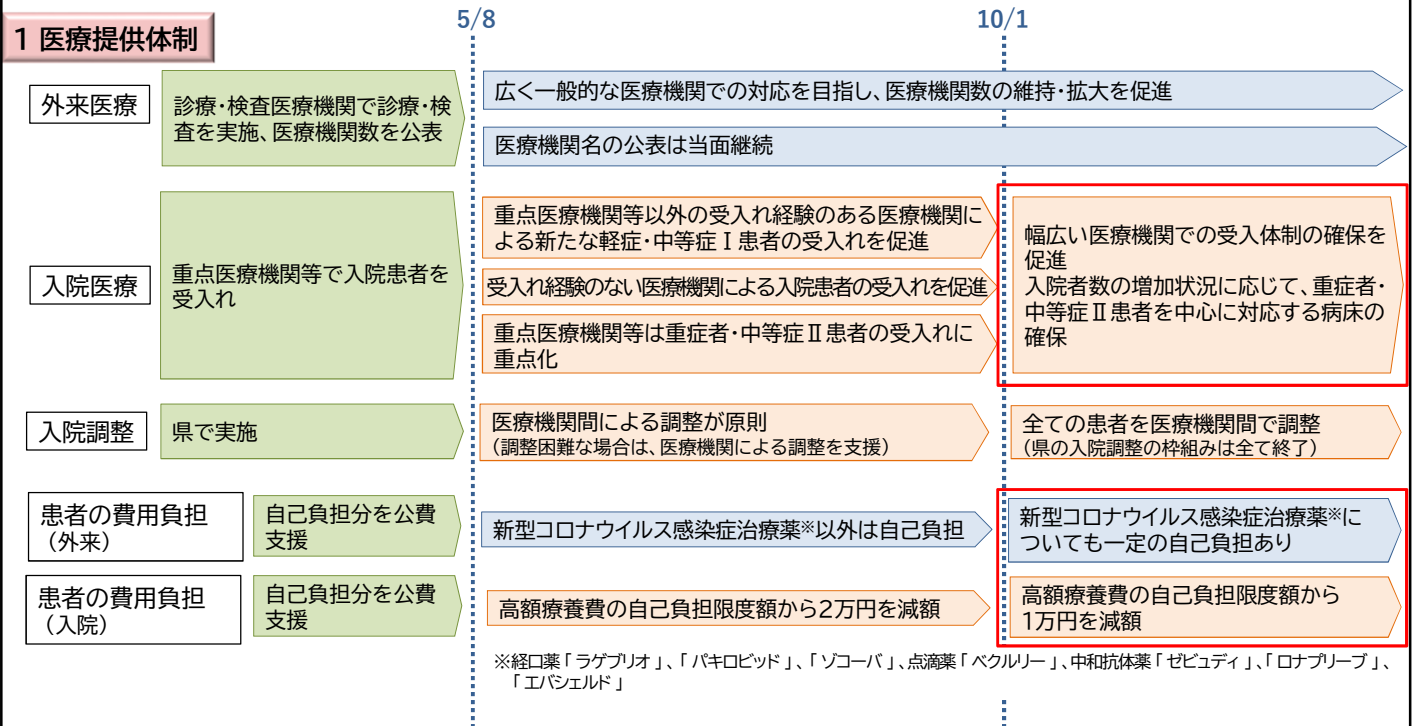 5/8
10/1
1 医療提供体制
外来医療
診療・検査医療機関で診療・検
査を実施、医療機関数を公表
広く一般的な医療機関での対応を目指し、医療機関数の維持・拡大を促進
医療機関名の公表は当面継続
入院医療
重点医療機関等で入院患者を
受入れ
重点医療機関等以外の受入れ経験のある医療機関に
よる新たな軽症・中等症Ⅰ患者の受入れを促進
受入れ経験のない医療機関による入院患者の受入れを促進
重点医療機関等は重症者・中等症Ⅱ患者の受入れに
重点化
幅広い医療機関での受入体制の確保を
促進
入院者数の増加状況に応じて、重症者・
中等症Ⅱ患者を中心に対応する病床の
確保
入院調整
県で実施
医療機関間による調整が原則
（調整困難な場合は、医療機関による調整を支援）
全ての患者を医療機関間で調整
（県の入院調整の枠組みは全て終了）
患者の費用負担
（外来）
自己負担分を公費
支援
新型コロナウイルス感染症治療薬※以外は自己負担
新型コロナウイルス感染症治療薬※に
ついても一定の自己負担あり
患者の費用負担
（入院）
自己負担分を公費
支援
高額療養費の自己負担限度額から2万円を減額
高額療養費の自己負担限度額から
1万円を減額
※経口薬「ラゲブリオ」、「パキロビッド」、「ゾコーバ」、点滴薬「ベクルリー」、中和抗体薬「ゼビュディ」、「ロナプリーブ」、
「エバシェルド」